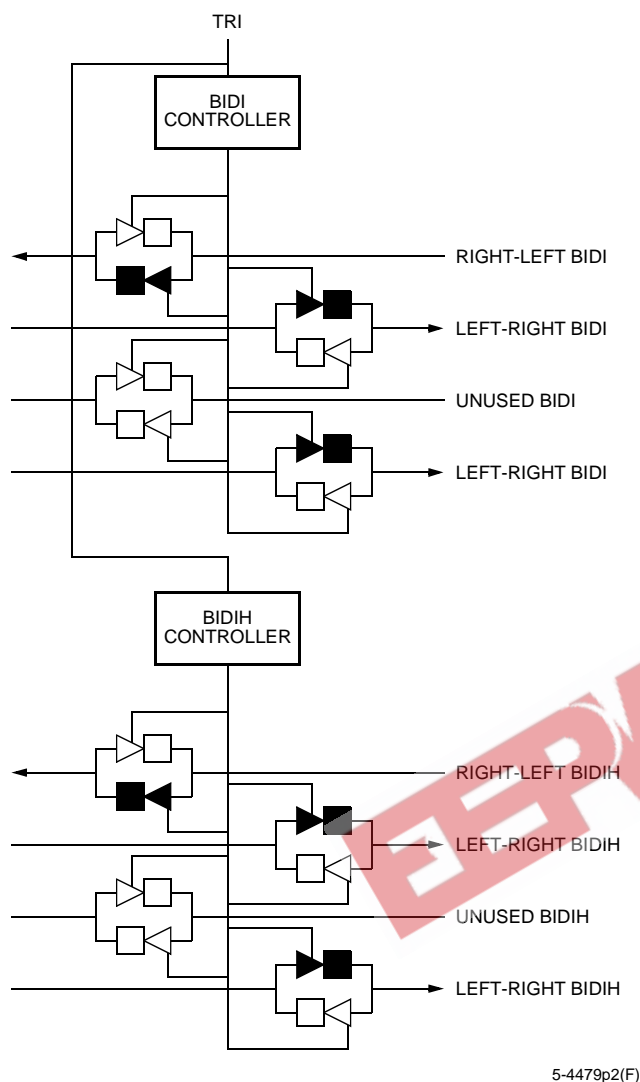 TRI
BIDI
CONTROLLER
RIGHT-LEFT BIDI
LEFT-RIGHT BIDI
UNUSED BIDI
LEFT-RIGHT BIDI
BIDIH
CONTROLLER
RIGHT-LEFT BIDIH
LEFT-RIGHT BIDIH
UNUSED BIDIH
LEFT-RIGHT BIDIH
5-4479p2(F)